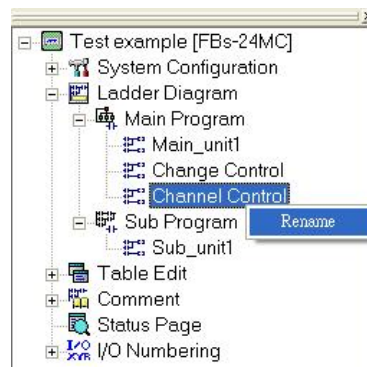 Test example [FBs-24MC]
System Configuration
Ladder Diagram
Main Program
Main_unit1
Change Control
Channel Control
Rename
Sub Program
Sub_unit1
Table Edit
Comment
Status Page
I/O Numbering